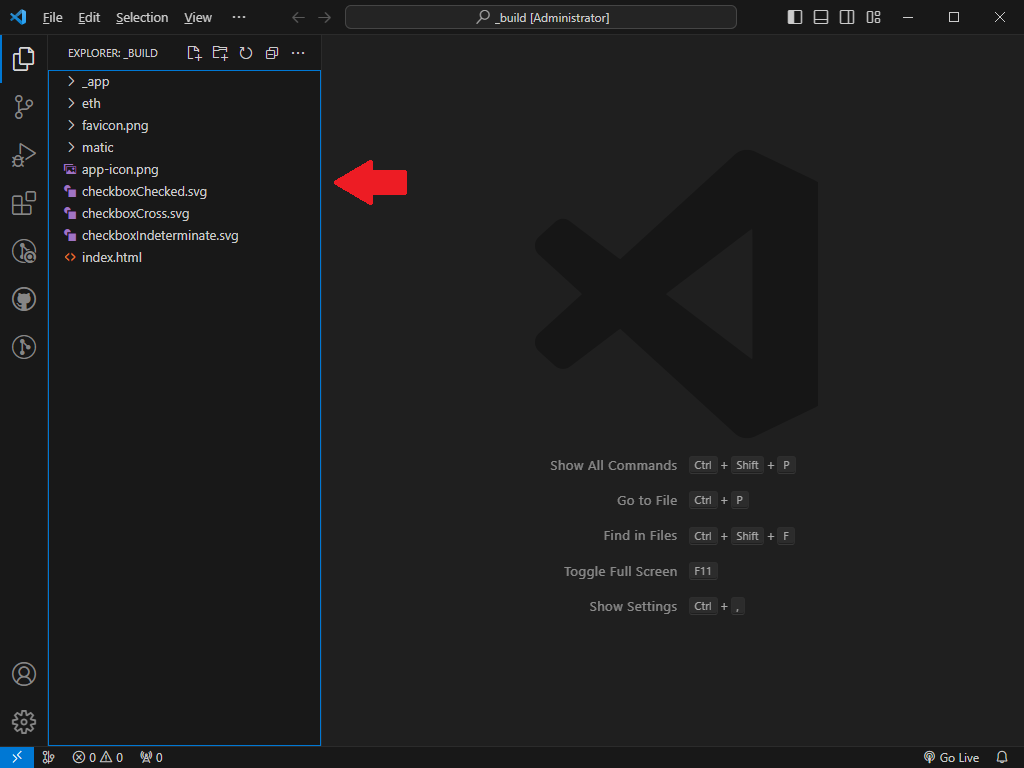 File Edit Selection View ··· _build [Administrator]
EXPLORER: _BUILD
_app
eth
favicon.png
matic
app-icon.png
checkboxChecked.svg
checkboxCross.svg
checkboxIndeterminate.svg
index.html
Show All Commands Ctrl + Shift + P
Go to File Ctrl + P
Find in Files Ctrl + Shift + F
Toggle Full Screen F11
Show Settings Ctrl + ,
0 0 0 Go Live